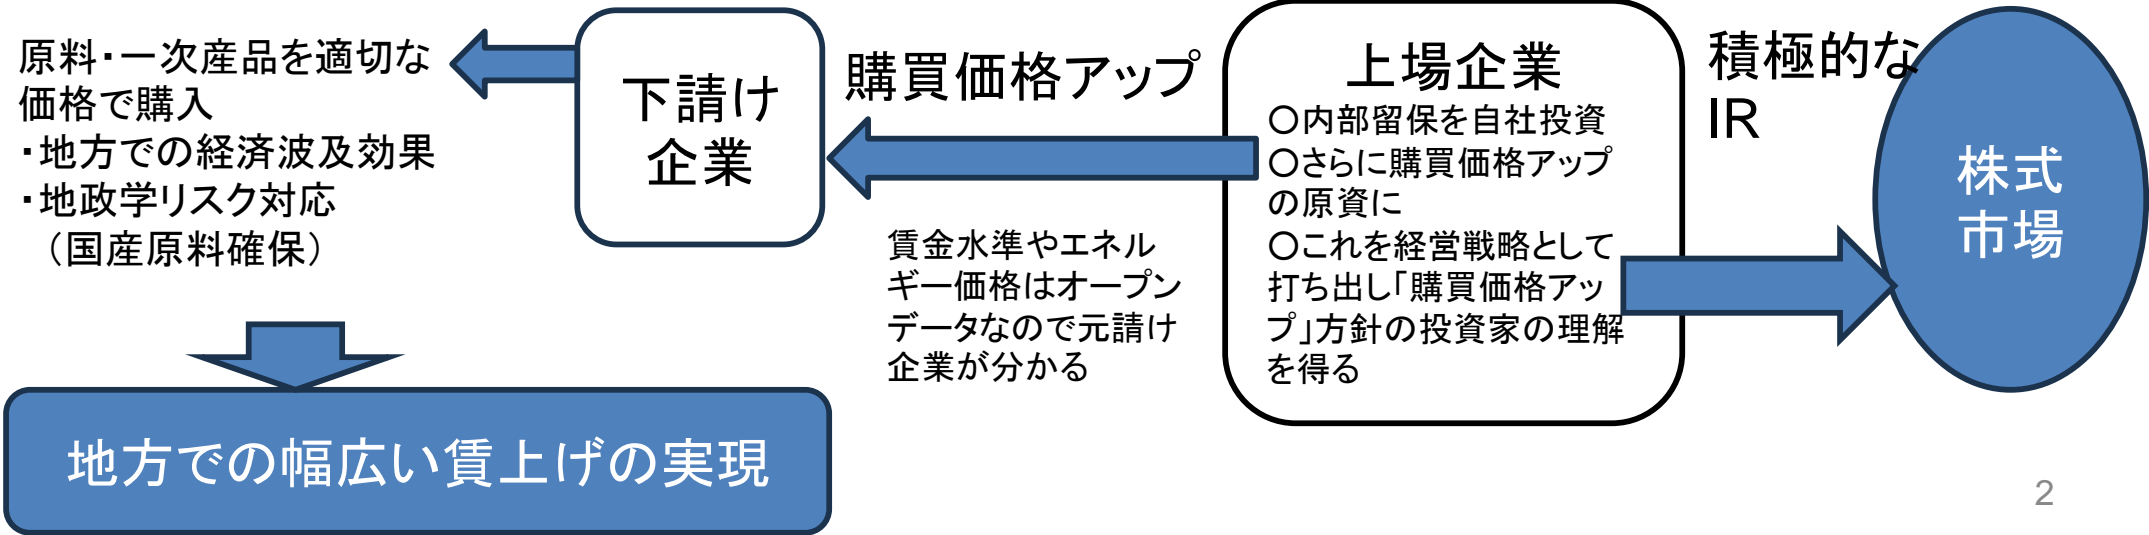 原料・一次産品を適切な
価格で購入
・地方での経済波及効果
・地政学リスク対応
（国産原料確保）
下請け
企業
購買価格アップ
賃金水準やエネル
ギー価格はオープン
データなので元請け
企業が分かる
上場企業
〇内部留保を自社投資
〇さらに購買価格アップ
の原資に
〇これを経営戦略として
打ち出し「購買価格アッ
プ」方針の投資家の理解
を得る
積極的な
IR
株式
市場
地方での幅広い賃上げの実現
2